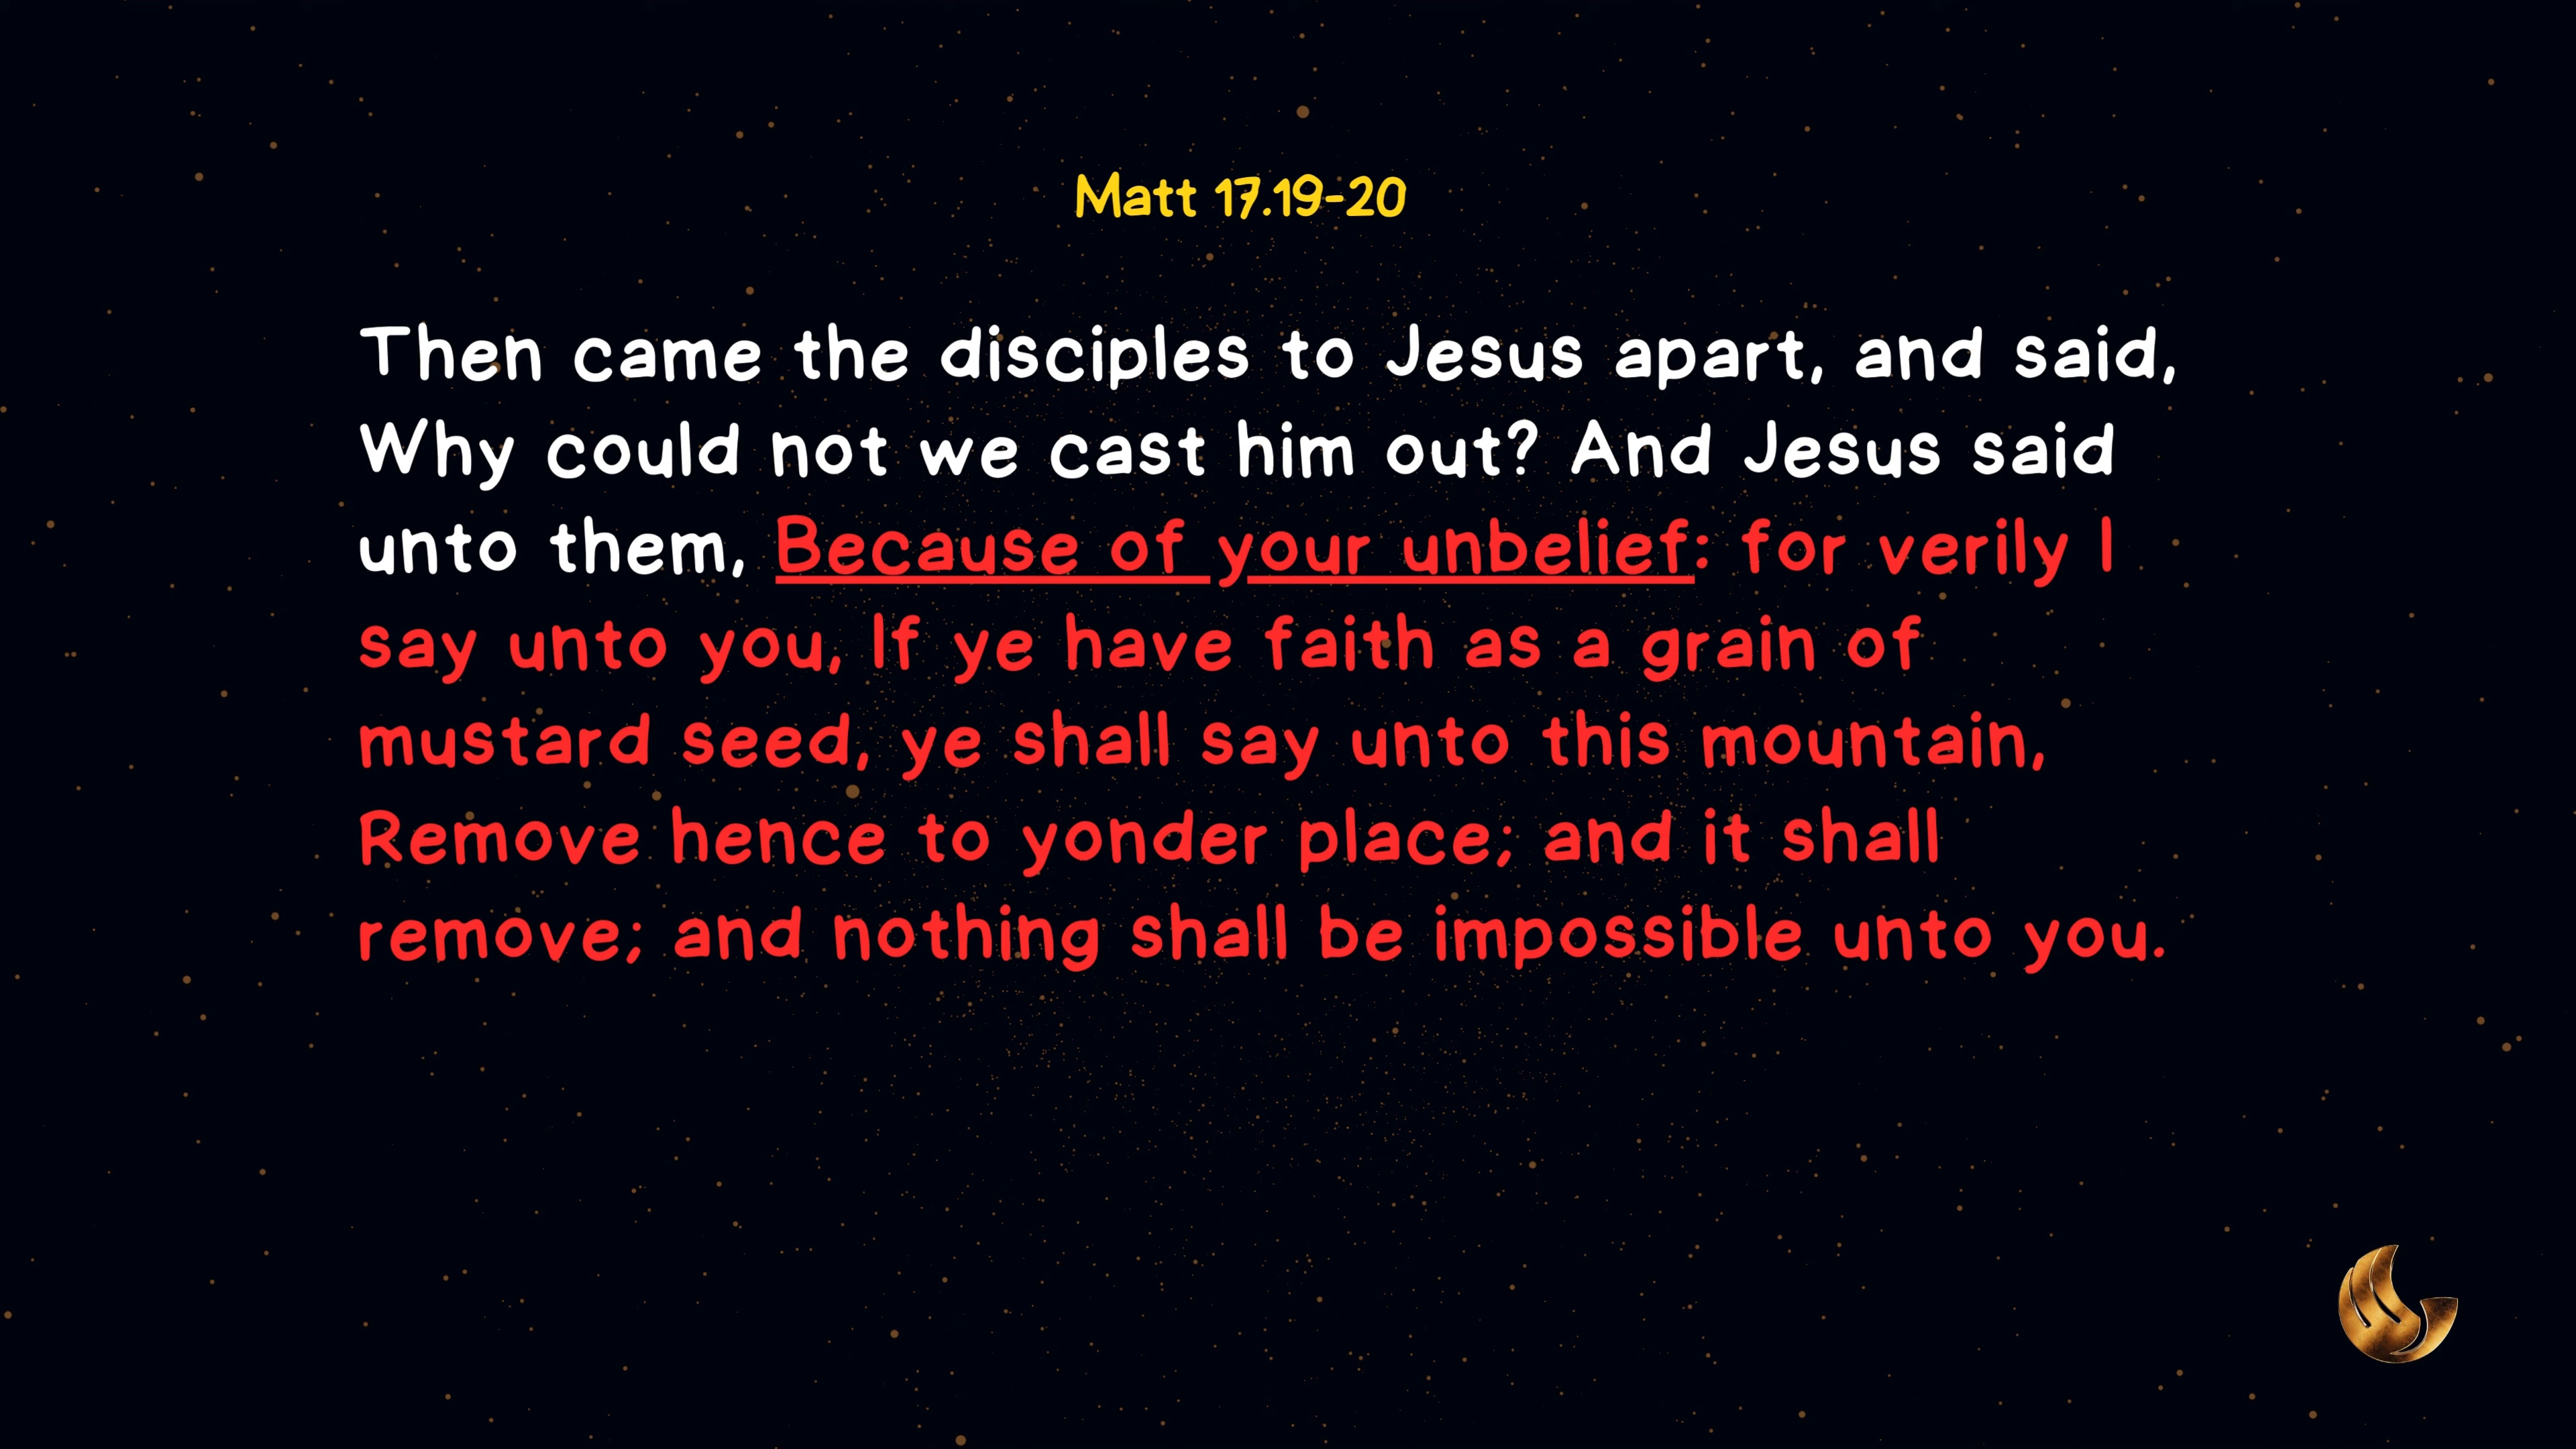 Matt 17.19-20
Then came the disciples to Jesus apart, and said,
Why could not we cast him out? And Jesus said
unto them, Because of your unbelief: for verily I
say unto you, If ye have faith as a grain of
mustard seed, ye shall say unto this mountain,
Remove hence to yonder place; and it shall
remove; and nothing shall be impossible unto you.